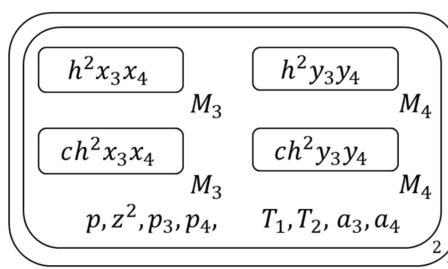 h²x₃x₄ h²y₃y₄
M₃ M₄
ch²x₃x₄ ch²y₃y₄
M₃ M₄
p, z², p₃, p₄, T₁, T₂, a₃, a₄
2